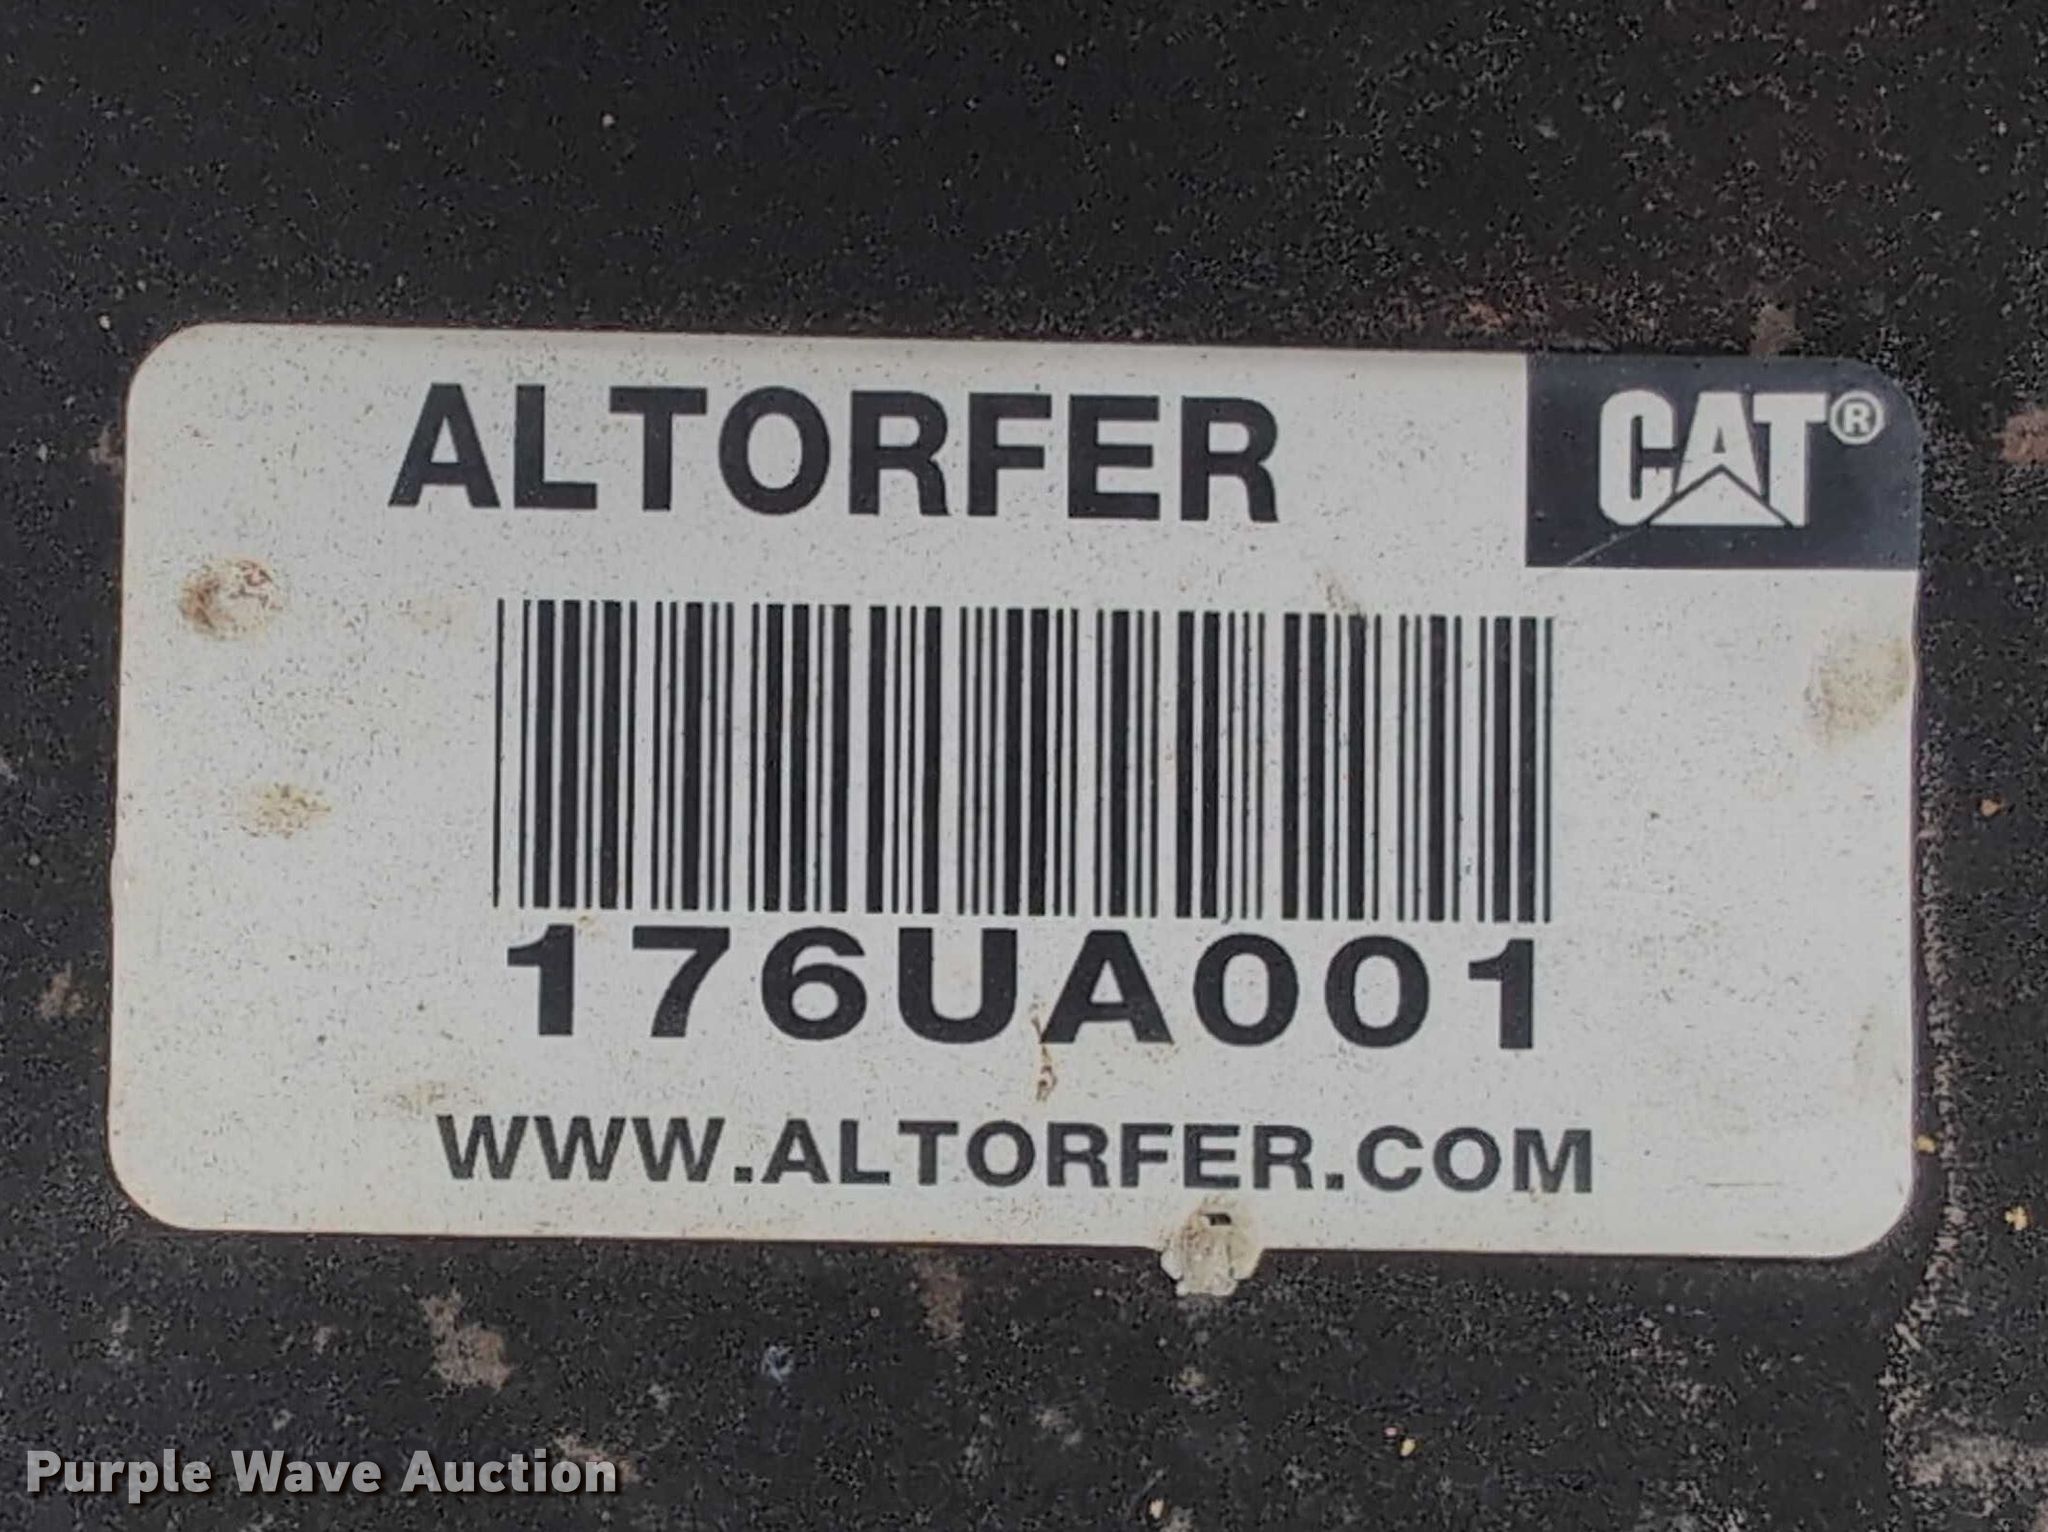 ALTORFER
CAT®
176UA001
WWW.ALTORFER.COM
Purple Wave Auction